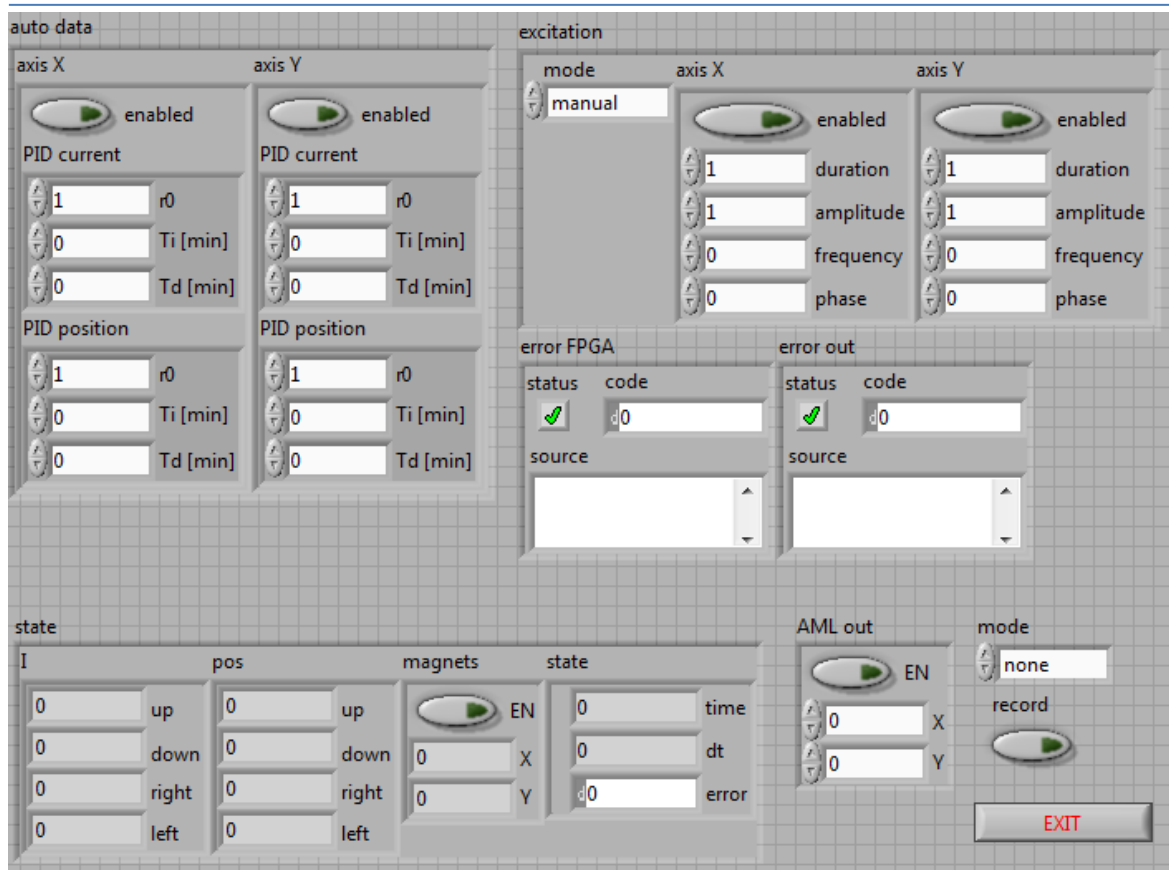 auto data
axis X
enabled
PID current
1 r0
0 Ti [min]
0 Td [min]
PID position
1 r0
0 Ti [min]
0 Td [min]
axis Y
enabled
PID current
1 r0
0 Ti [min]
0 Td [min]
PID position
1 r0
0 Ti [min]
0 Td [min]
excitation
mode
manual
axis X
enabled
1 duration
1 amplitude
0 frequency
0 phase
axis Y
enabled
1 duration
1 amplitude
0 frequency
0 phase
error FPGA
status code
d0
source
error out
status code
d0
source
state
I
0 up
0 down
0 right
0 left
pos
0 up
0 down
0 right
0 left
magnets
EN
0 X
0 Y
state
0 time
0 dt
d0 error
AML out
EN
0 X
0 Y
mode
none
record
EXIT